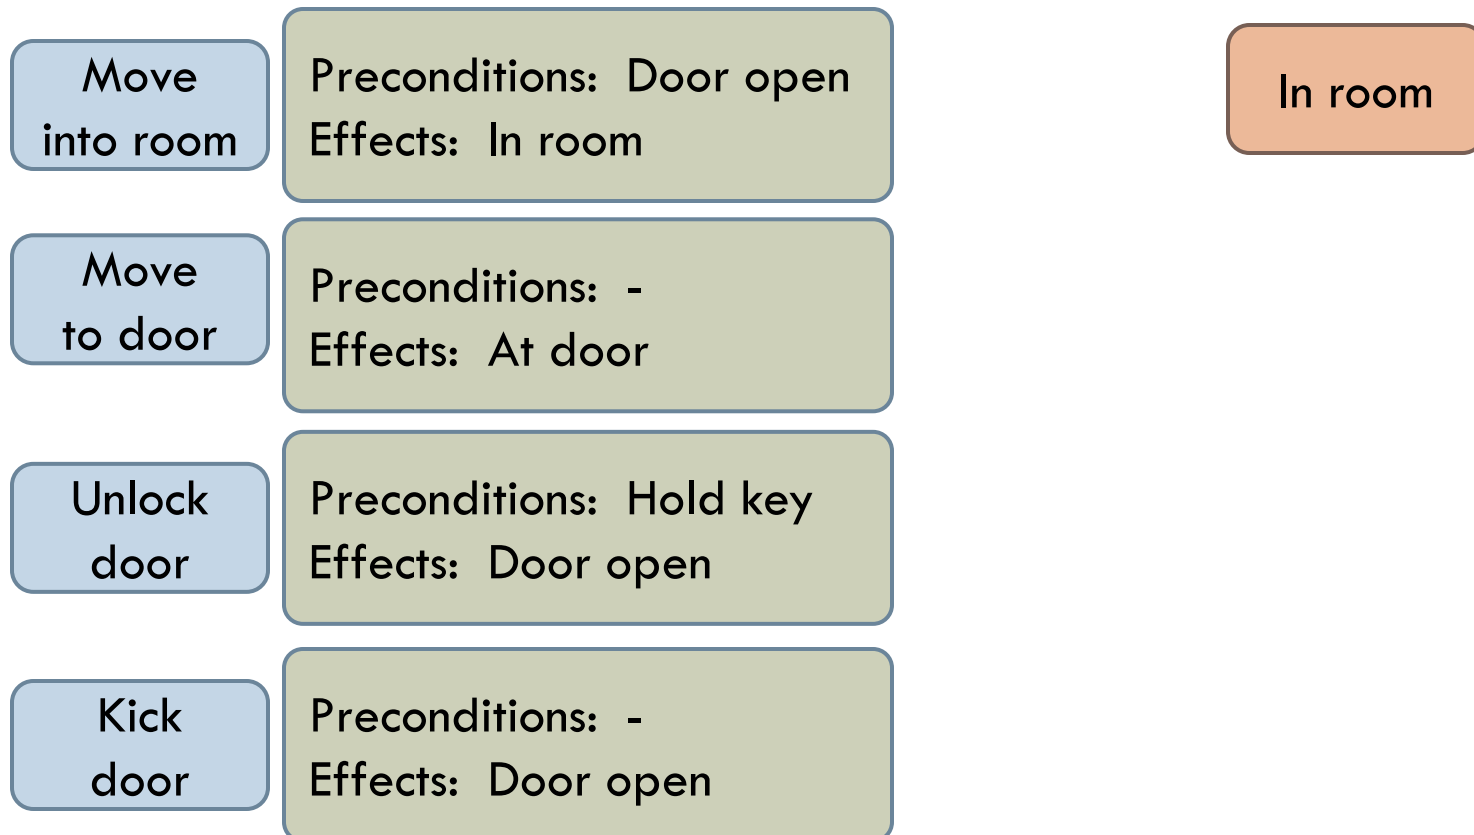 Move
into room
Preconditions: Door open
Effects: In room
In room
Move
to door
Preconditions: -
Effects: At door
Unlock
door
Preconditions: Hold key
Effects: Door open
Kick
door
Preconditions: -
Effects: Door open